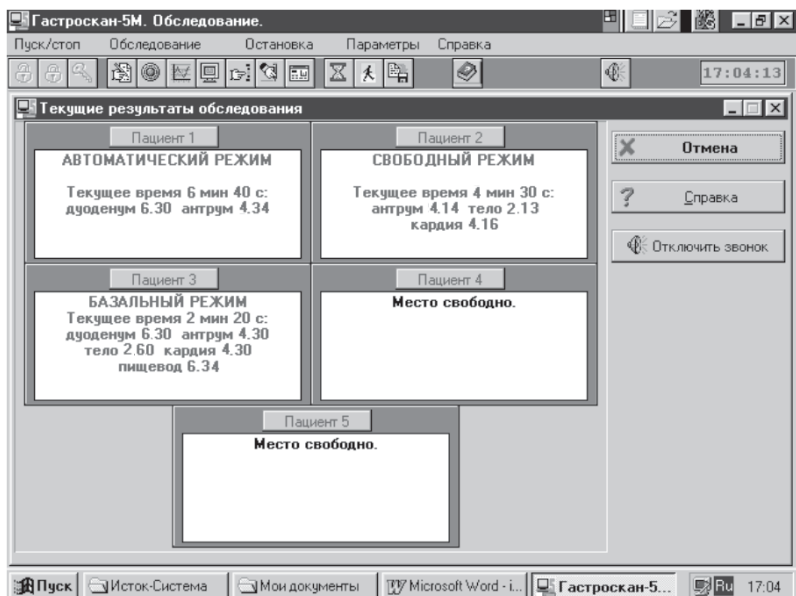 Гастроскан-5М. Обследование.
Пуск/стоп Обследование Остановка Параметры Справка
17:04:13
Текущие результаты обследования
Пациент 1
АВТОМАТИЧЕСКИЙ РЕЖИМ
Текущее время 6 мин 40 с:
дуоденум 6.30 антрум 4.34
Пациент 2
СВОБОДНЫЙ РЕЖИМ
Текущее время 4 мин 30 с:
антрум 4.14 тело 2.13
кардия 4.16
Пациент 3
БАЗАЛЬНЫЙ РЕЖИМ
Текущее время 2 мин 20 с:
дуоденум 6.30 антрум 4.30
тело 2.60 кардия 4.30
пищевод 6.34
Пациент 4
Место свободно.
Пациент 5
Место свободно.
Отмена
? Справка
Отключить звонок
Пуск Исток-Система Мои документы Microsoft Word - i... Гастроскан-5... Ru 17:04